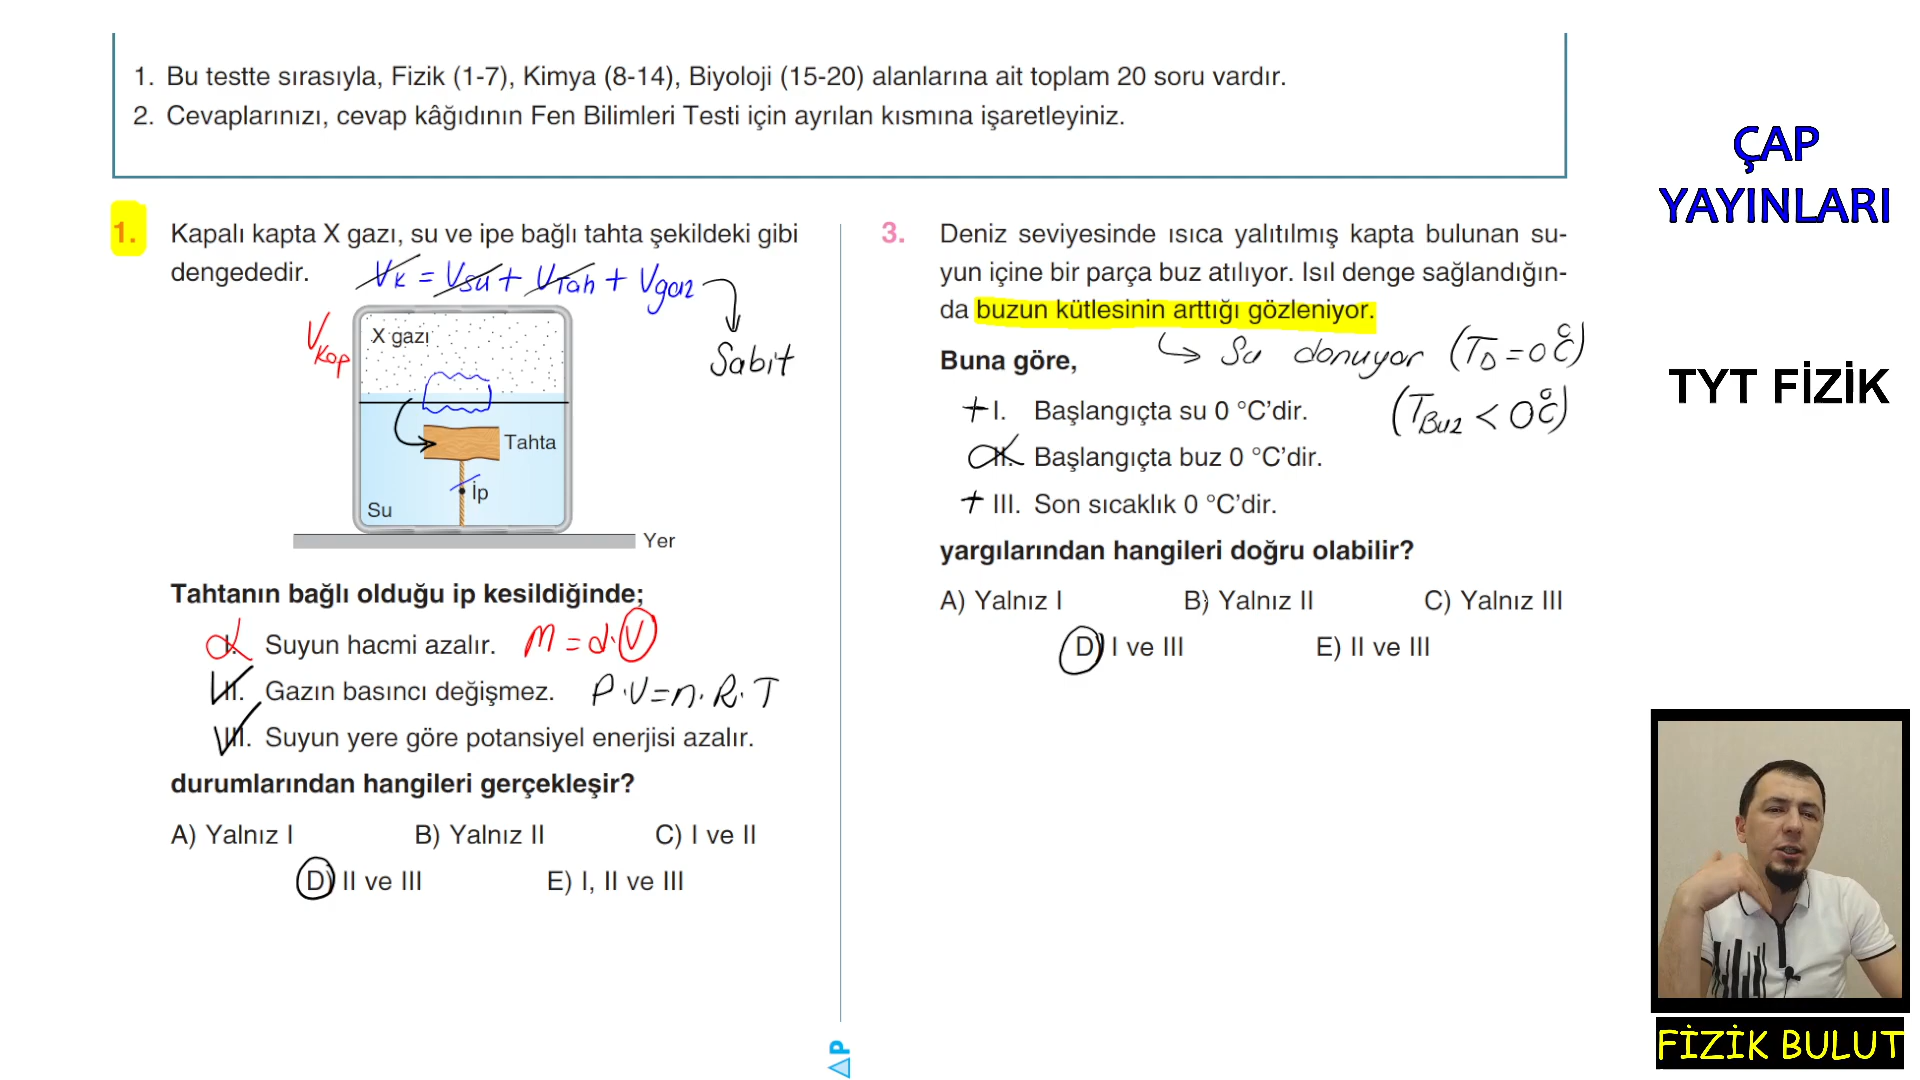 1. Bu testte sırasıyla, Fizik (1-7), Kimya (8-14), Biyoloji (15-20) alanlarına ait toplam 20 soru vardır.
2. Cevaplarınızı, cevap kâğıdının Fen Bilimleri Testi için ayrılan kısmına işaretleyiniz.
1. Kapalı kapta X gazı, su ve ipe bağlı tahta şekildeki gibi
dengededir.
VK = VSu + VTah + Vgaz
Sabit
VKap
X gazı
Tahta
İp
Su
Yer
Tahtanın bağlı olduğu ip kesildiğinde;
I. Suyun hacmi azalır. m = d.V
II. Gazın basıncı değişmez. P.V=n.R.T
III. Suyun yere göre potansiyel enerjisi azalır.
durumlarından hangileri gerçekleşir?
A) Yalnız I B) Yalnız II C) I ve II
D) II ve III E) I, II ve III
3. Deniz seviyesinde ısıca yalıtılmış kapta bulunan su-
yun içine bir parça buz atılıyor. Isıl denge sağlandığın-
da buzun kütlesinin arttığı gözleniyor.
Su donuyor (TD=0°C)
Buna göre,
(TBuz < 0°C)
+ I. Başlangıçta su 0 °C'dir.
II. Başlangıçta buz 0 °C'dir.
+ III. Son sıcaklık 0 °C'dir.
yargılarından hangileri doğru olabilir?
A) Yalnız I B) Yalnız II C) Yalnız III
D) I ve III E) II ve III
ÇAP
YAYINLARI
TYT FİZİK
FİZİK BULUT